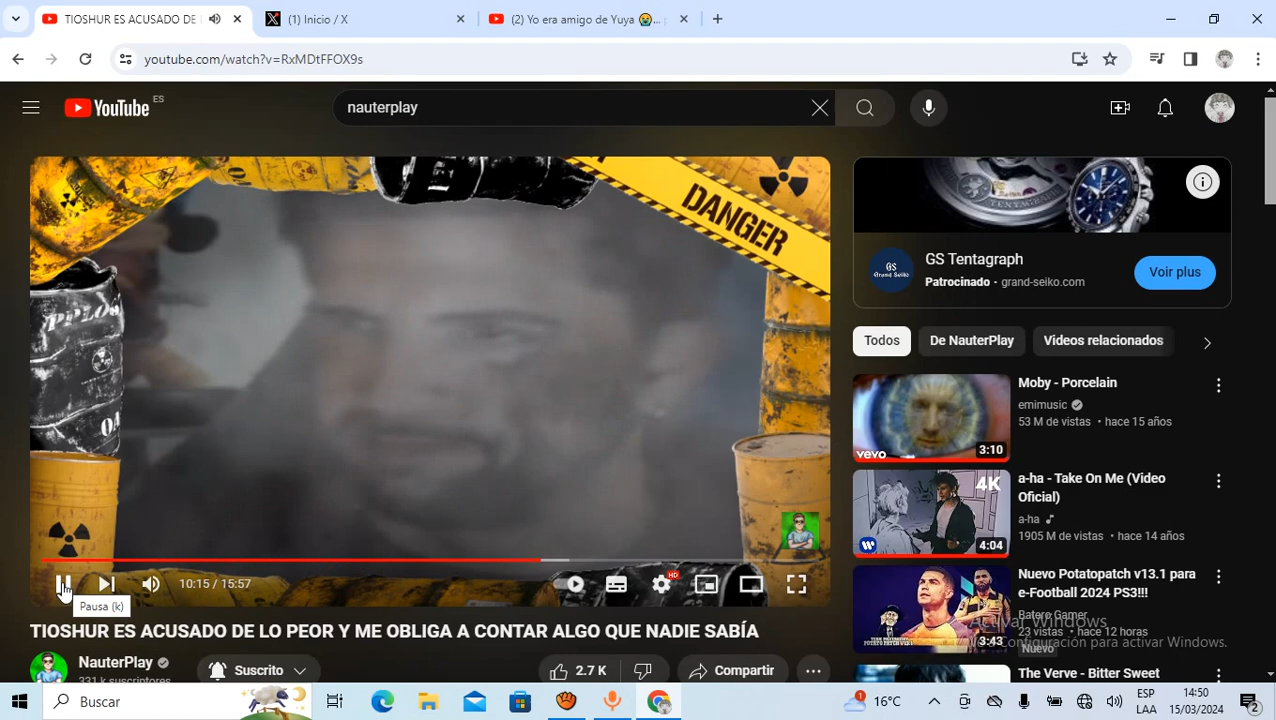 TIOSHUR ES ACUSADO DE
(1) Inicio / X
(2) Yo era amigo de Yuya 😭...
youtube.com/watch?v=RxMDtFFOX9s
YouTube ES
nauterplay
DANGER
GS Tentagraph
Patrocinado • grand-seiko.com
Voir plus
Todos
De NauterPlay
Videos relacionados
Moby - Porcelain
emimusic
53 M de vistas • hace 15 años
vevo
3:10
a-ha - Take On Me (Video
Oficial)
a-ha
1905 M de vistas • hace 14 años
4K
4:04
Nuevo Potatopatch v13.1 para
e-Football 2024 PS3!!!
Batero Gamer
23 vistas • hace 12 horas
Nuevo
3:43
The Verve - Bitter Sweet
10:15 / 15:57
HD
Pausa (k)
TIOSHUR ES ACUSADO DE LO PEOR Y ME OBLIGA A CONTAR ALGO QUE NADIE SABÍA
NauterPlay
331 k suscriptores
Suscrito
2.7 K
Compartir
Activar Windows
Configuración para activar Windows.
Buscar
16°C
ESP
LAA
14:50
15/03/2024
2